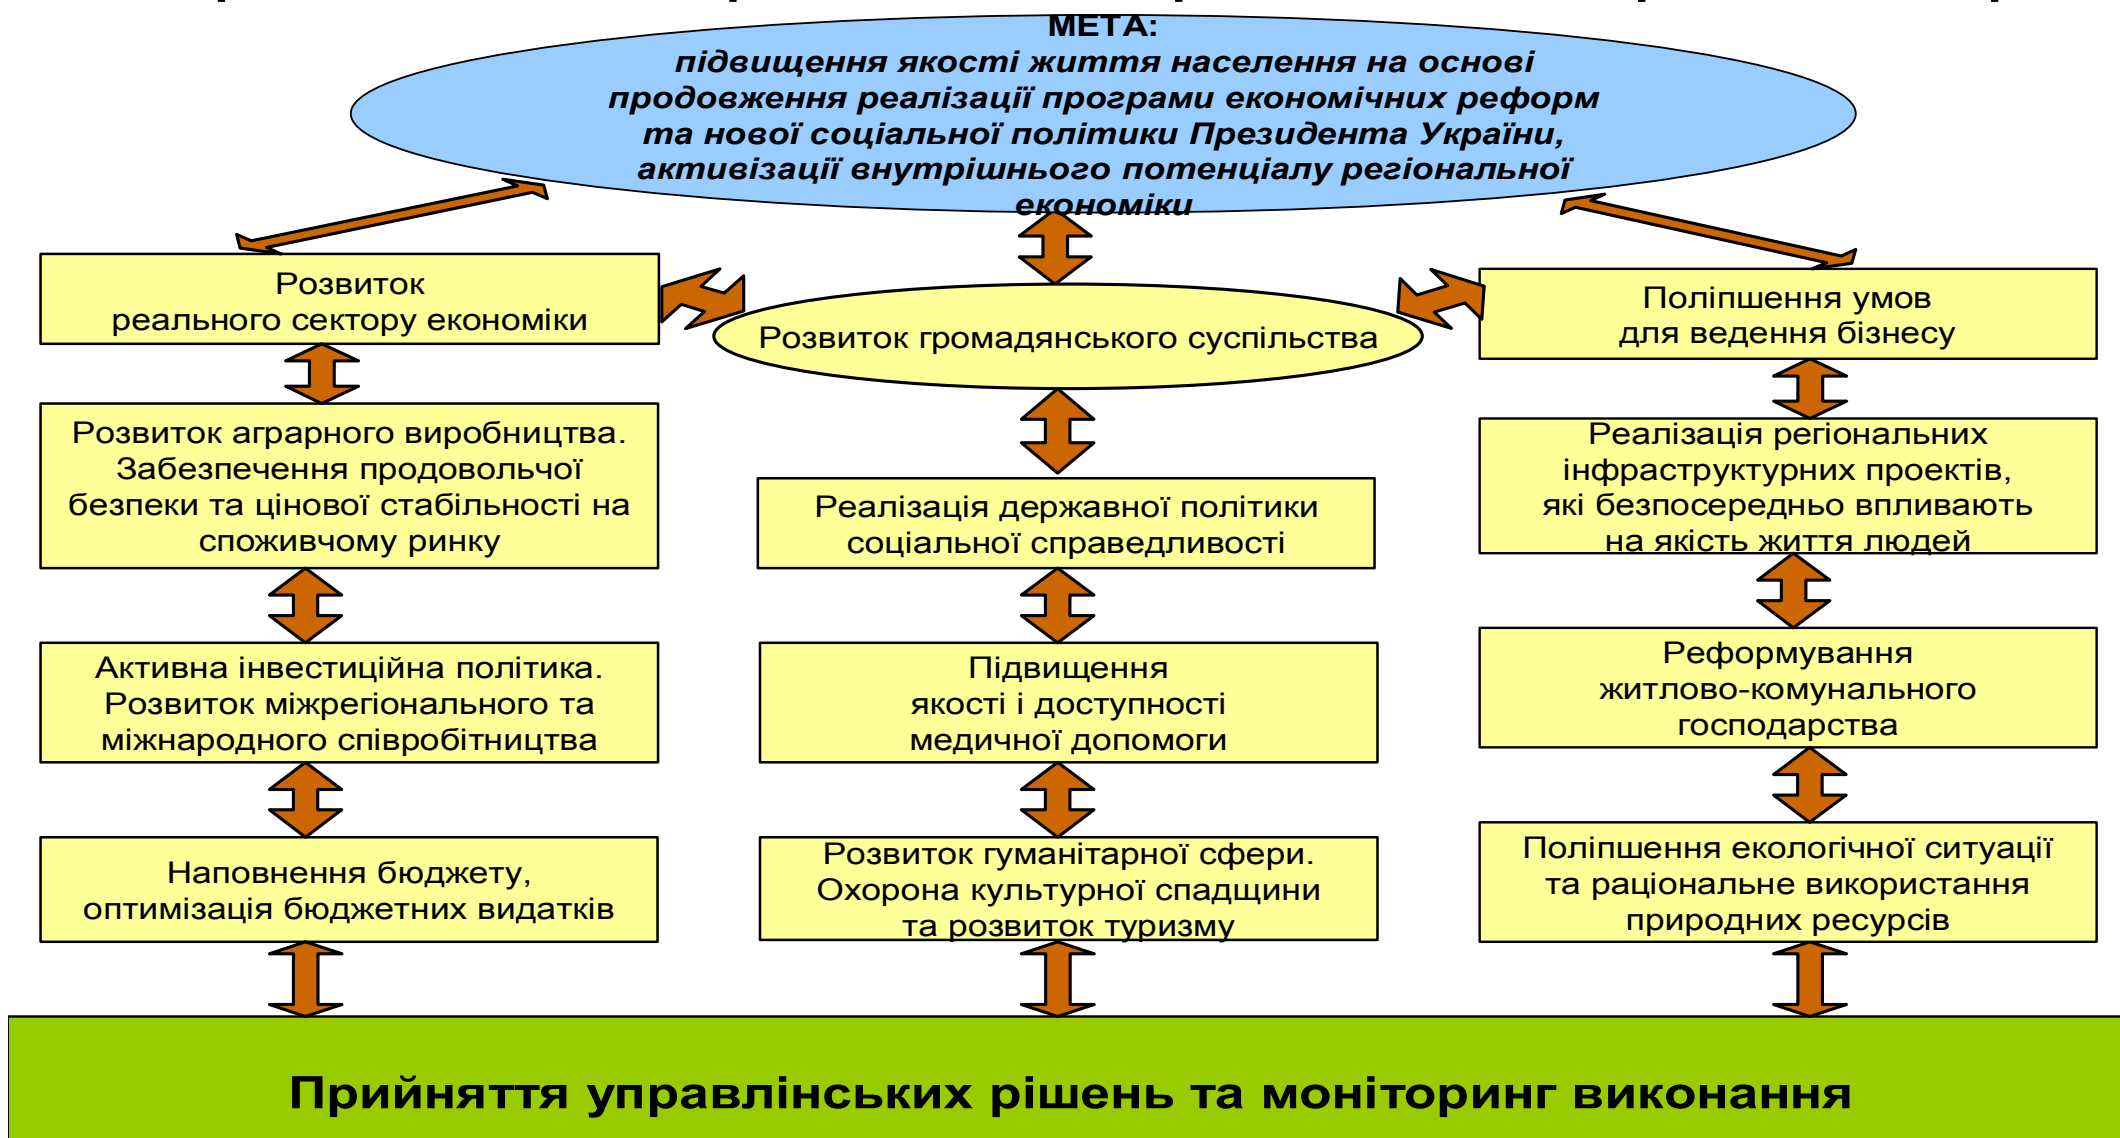 МЕТА:
підвищення якості життя населення на основі
продовження реалізації програми економічних реформ
та нової соціальної політики Президента України,
активізації внутрішнього потенціалу регіональної
економіки
Розвиток
реального сектору економіки
Розвиток громадянського суспільства
Поліпшення умов
для ведення бізнесу
Розвиток аграрного виробництва.
Забезпечення продовольчої
безпеки та цінової стабільності на
споживчому ринку
Реалізація державної політики
соціальної справедливості
Реалізація регіональних
інфраструктурних проектів,
які безпосередньо впливають
на якість життя людей
Активна інвестиційна політика.
Розвиток міжрегіонального та
міжнародного співробітництва
Підвищення
якості і доступності
медичної допомоги
Реформування
житлово-комунального
господарства
Наповнення бюджету,
оптимізація бюджетних видатків
Розвиток гуманітарної сфери.
Охорона культурної спадщини
та розвиток туризму
Поліпшення екологічної ситуації
та раціональне використання
природних ресурсів
Прийняття управлінських рішень та моніторинг виконання